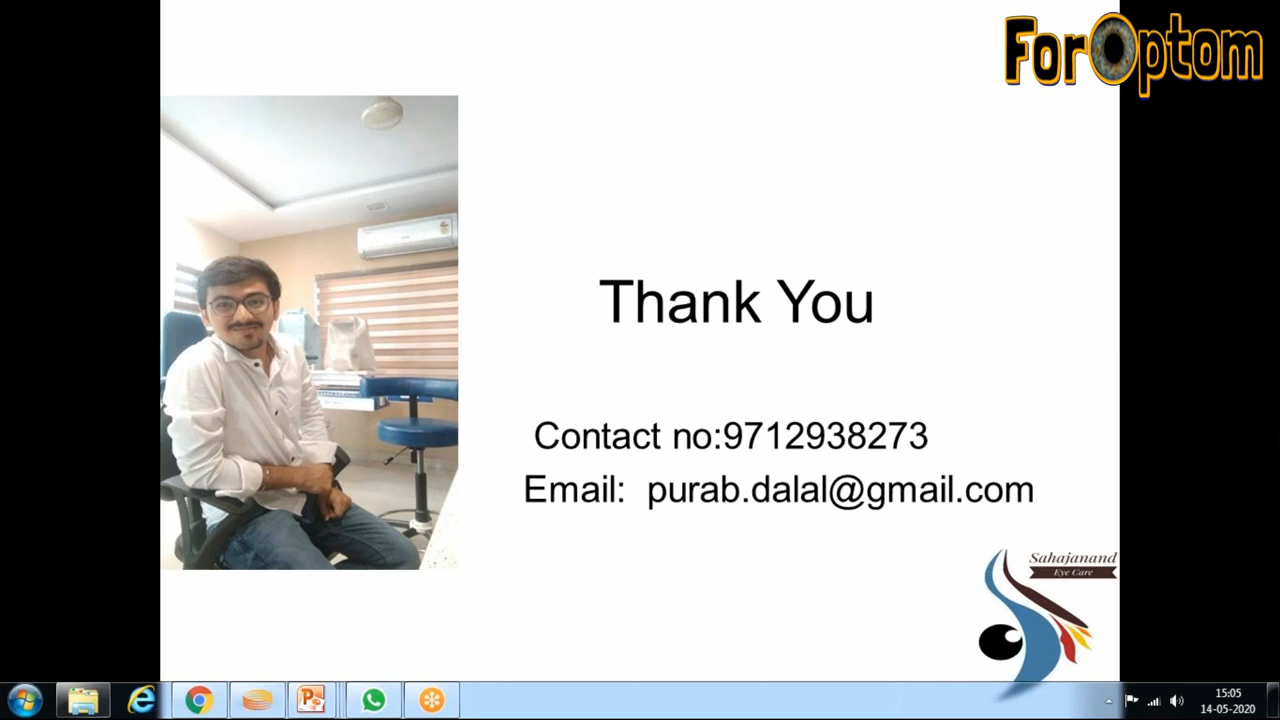 ForOptom
Thank You
Contact no:9712938273
Email: purab.dalal@gmail.com
Sahajanand
Eye Care
15:05
14-05-2020